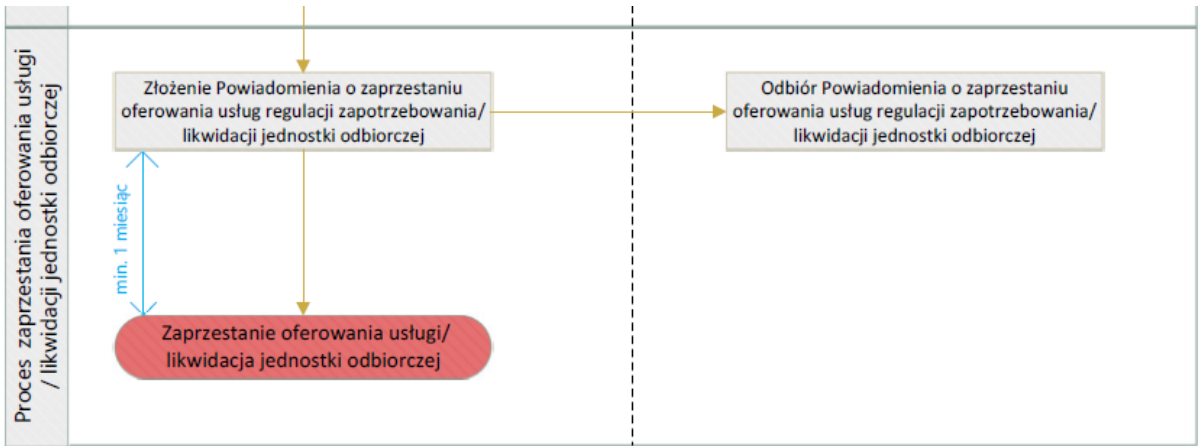 Proces zaprzestania oferowania usługi
/ likwidacji jednostki odbiorczej
Złożenie Powiadomienia o zaprzestaniu
oferowania usług regulacji zapotrzebowania/
likwidacji jednostki odbiorczej
Odbiór Powiadomienia o zaprzestaniu
oferowania usług regulacji zapotrzebowania/
likwidacji jednostki odbiorczej
min. 1 miesiąc
Zaprzestanie oferowania usługi/
likwidacja jednostki odbiorczej